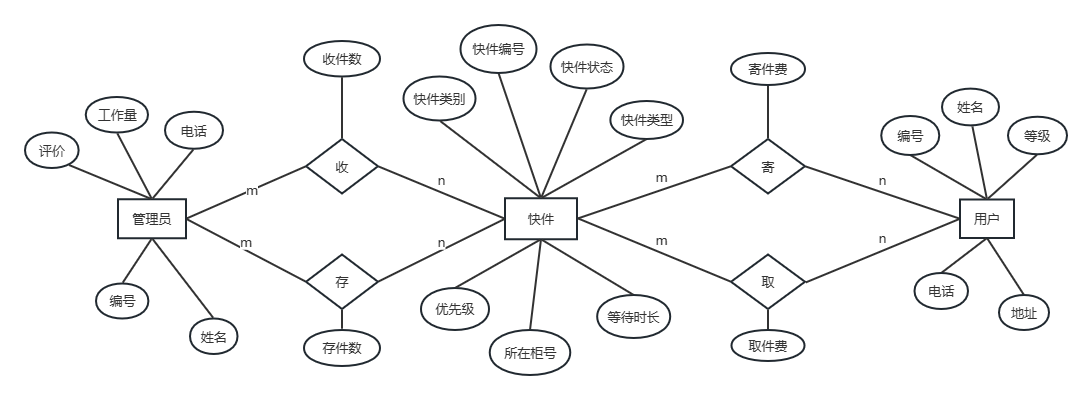 快件编号
收件数
快件状态
寄件费
快件类别
工作量
姓名
快件类型
电话
编号
等级
评价
收
寄
m
n
m
n
管理员
快件
用户
m
n
m
n
存
取
编号
电话
优先级
地址
等待时长
姓名
存件数
所在柜号
取件费